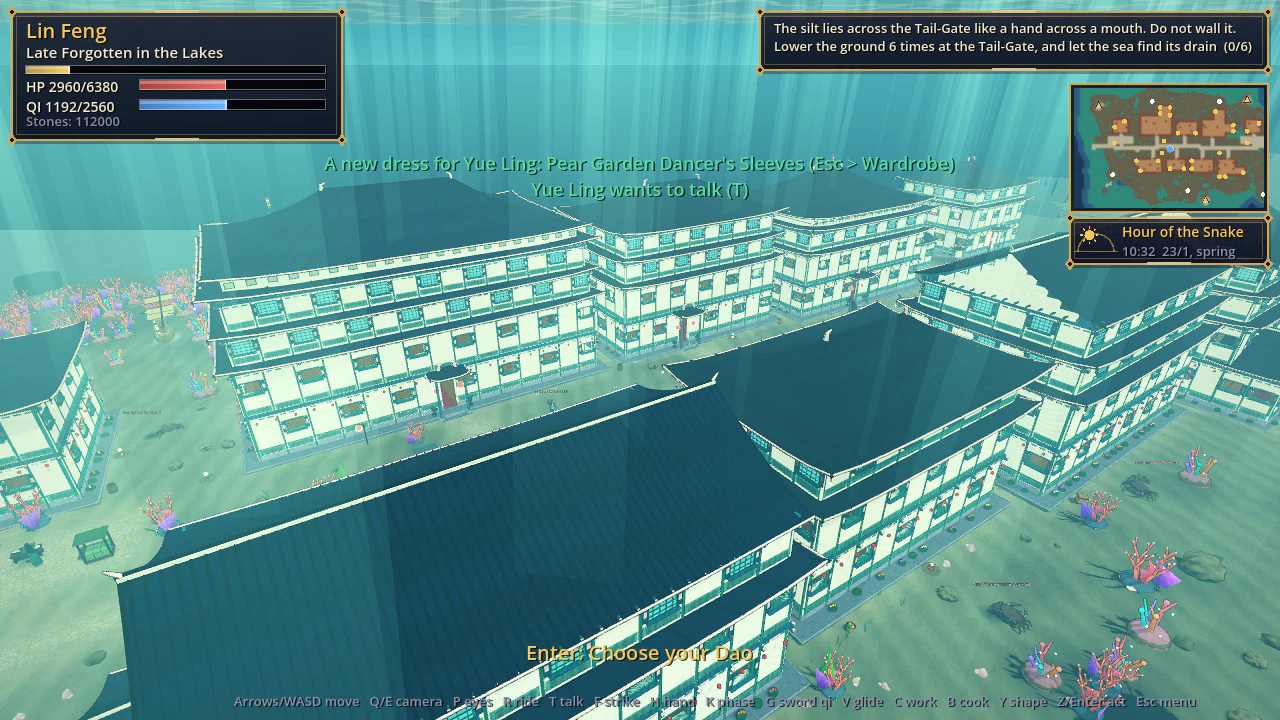 Lin Feng
Late Forgotten in the Lakes
HP 2960/6380
QI 1192/2560
Stones: 112000
The silt lies across the Tail-Gate like a hand across a mouth. Do not wall it.
Lower the ground 6 times at the Tail-Gate, and let the sea find its drain (0/6)
Hour of the Snake
10:32 23/1, spring
A new dress for Yue Ling: Pear Garden Dancer's Sleeves (Esc > Wardrobe)
Yue Ling wants to talk (T)
Enter: Choose your Dao
Arrows/WASD move Q/E camera P eyes R ride T talk F strike H hand K phase G sword qi V glide C work B cook Y shape Z/Enter act Esc menu